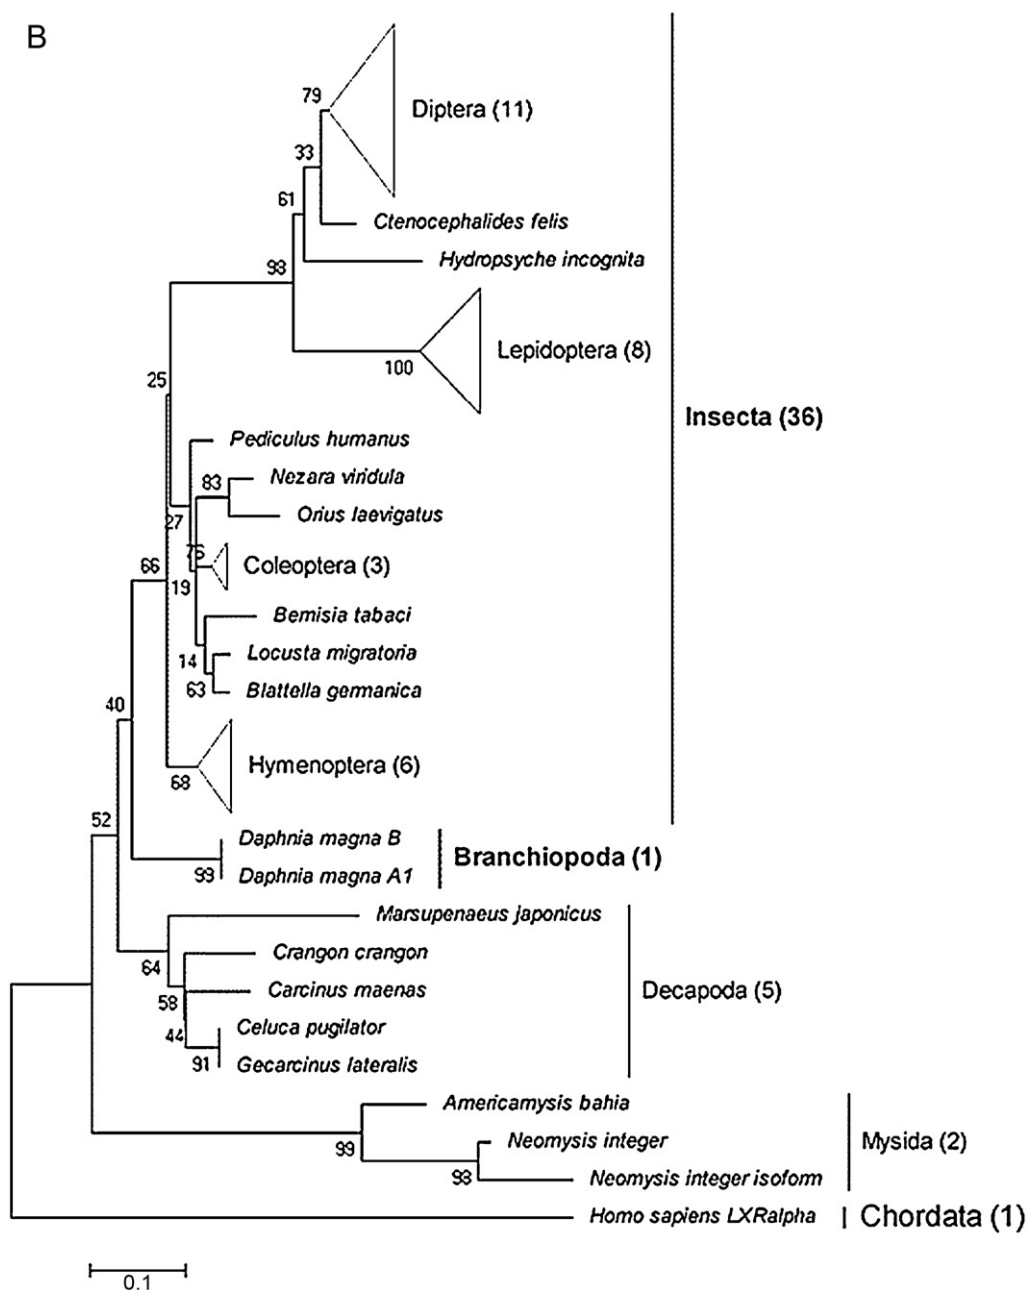 B
79
Diptera (11)
33
Ctenocephalides felis
61
Hydropsyche incognita
98
Lepidoptera (8)
100
25
Insecta (36)
Pediculus humanus
Nezara viridula
83
Orius laevigatus
27
75
Coleoptera (3)
66
19
Bemisia tabaci
Locusta migratoria
14
Blattella germanica
63
40
Hymenoptera (6)
68
52
Daphnia magna B
Branchiopoda (1)
Daphnia magna A1
99
Marsupenaeus japonicus
Crangon crangon
64
Carcinus maenas
Decapoda (5)
58
Celuca pugilator
44
Gecarcinus lateralis
91
Americamysis bahia
Neomysis integer
Mysida (2)
99
Neomysis integer isoform
98
Homo sapiens LXRalpha
Chordata (1)
0.1